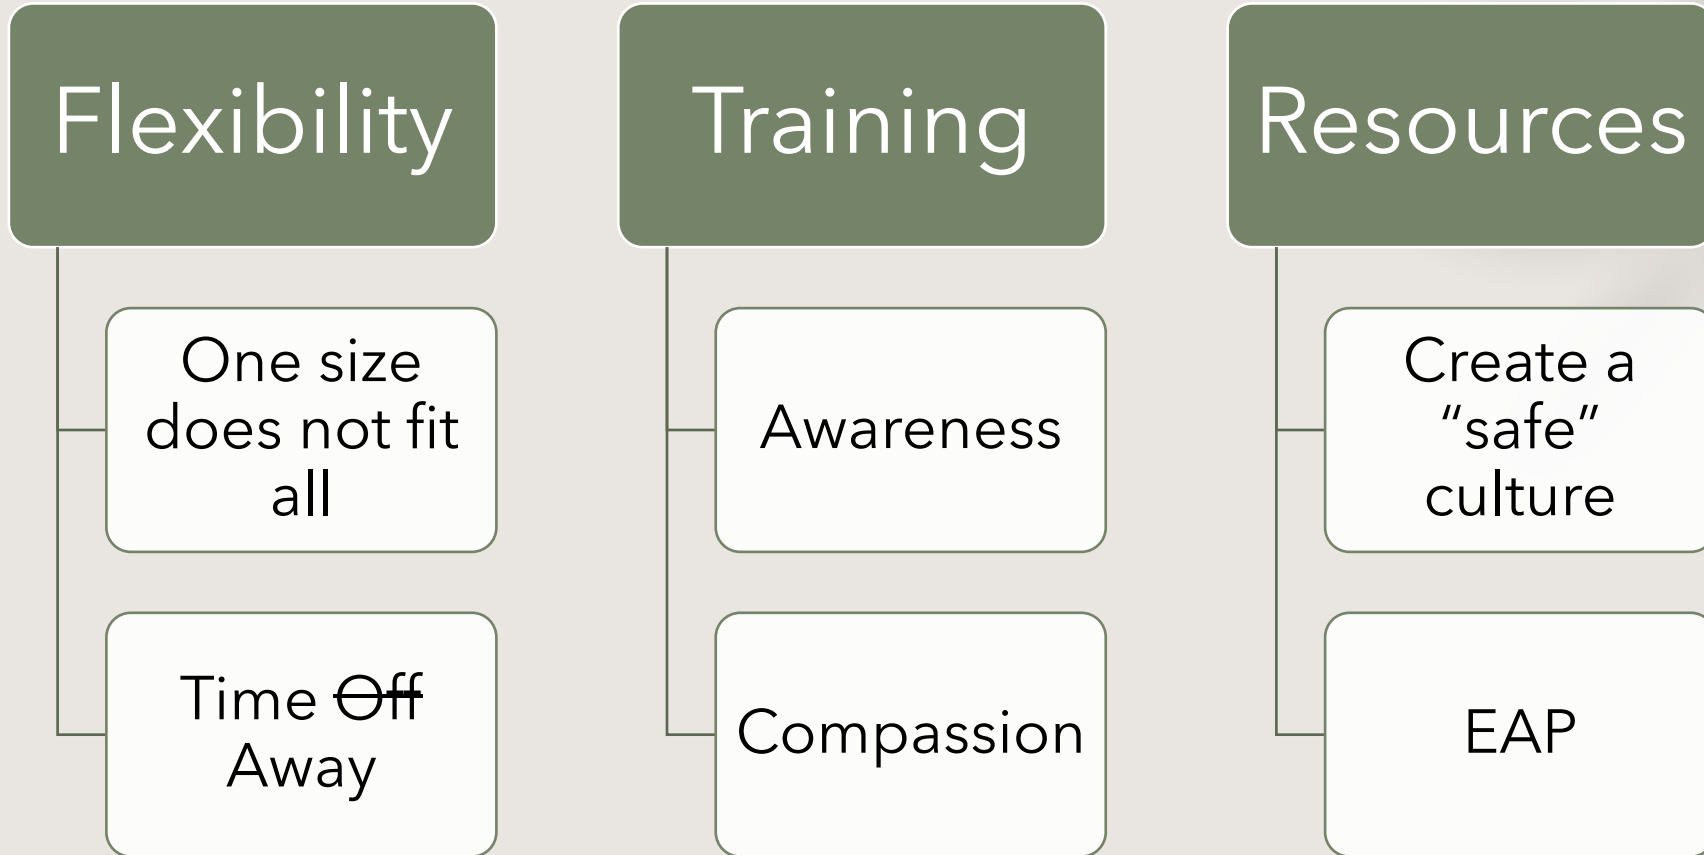 Flexibility
One size
does not fit
all
Time ~~Off~~
Away
Training
Awareness
Compassion
Resources
Create a
“safe”
culture
EAP